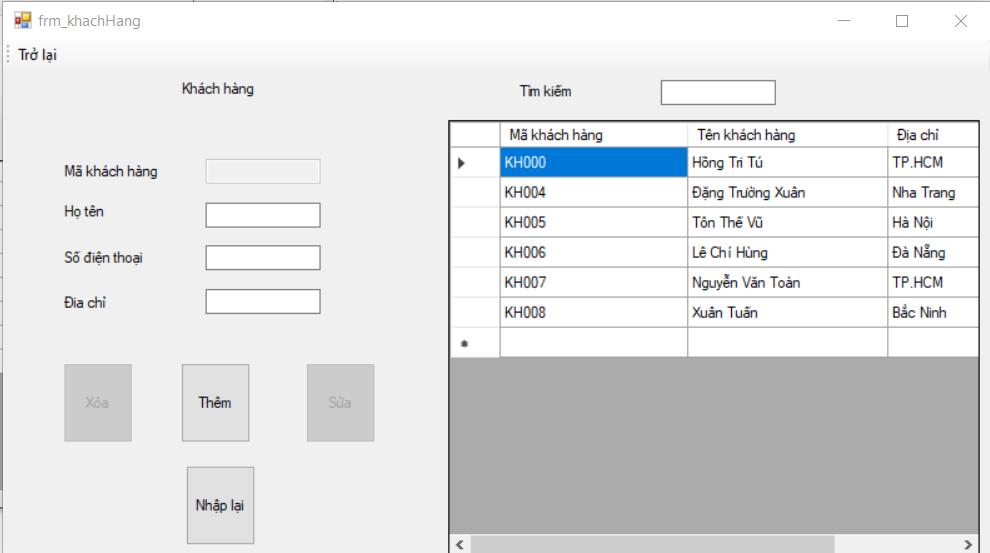 frm_khachHang
Trở lại
Khách hàng
Tìm kiếm
Mã khách hàng
Họ tên
Số điện thoại
Đia chỉ
Xóa
Thêm
Sữa
Nhập lại
Mã khách hàng Tên khách hàng Địa chỉ
KH000 Hồng Tri Tú TP.HCM
KH004 Đặng Trường Xuân Nha Trang
KH005 Tôn Thế Vũ Hà Nội
KH006 Lê Chí Hùng Đà Nẵng
KH007 Nguyễn Văn Toàn TP.HCM
KH008 Xuân Tuấn Bắc Ninh